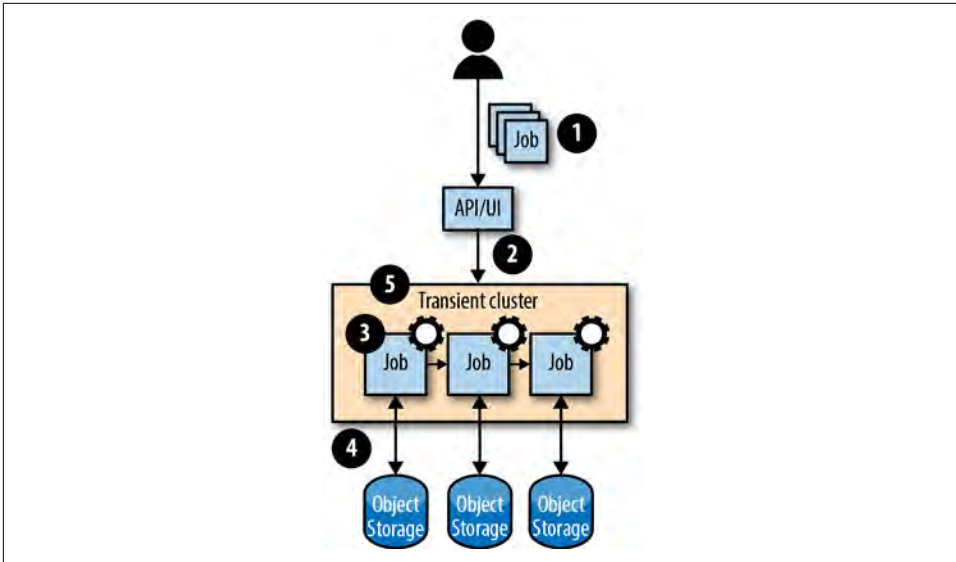 Job
1
API/UI
2
5
Transient cluster
3
Job
Job
Job
4
Object
Storage
Object
Storage
Object
Storage